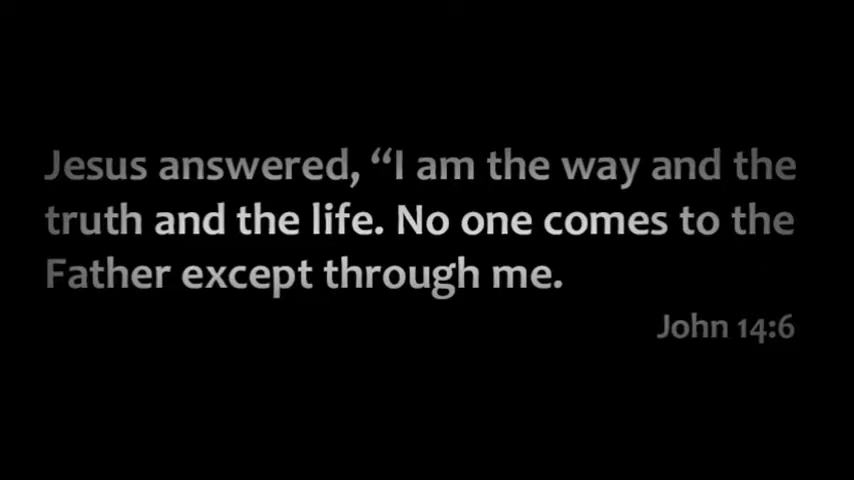 Jesus answered, “I am the way and the
truth and the life. No one comes to the
Father except through me.
John 14:6